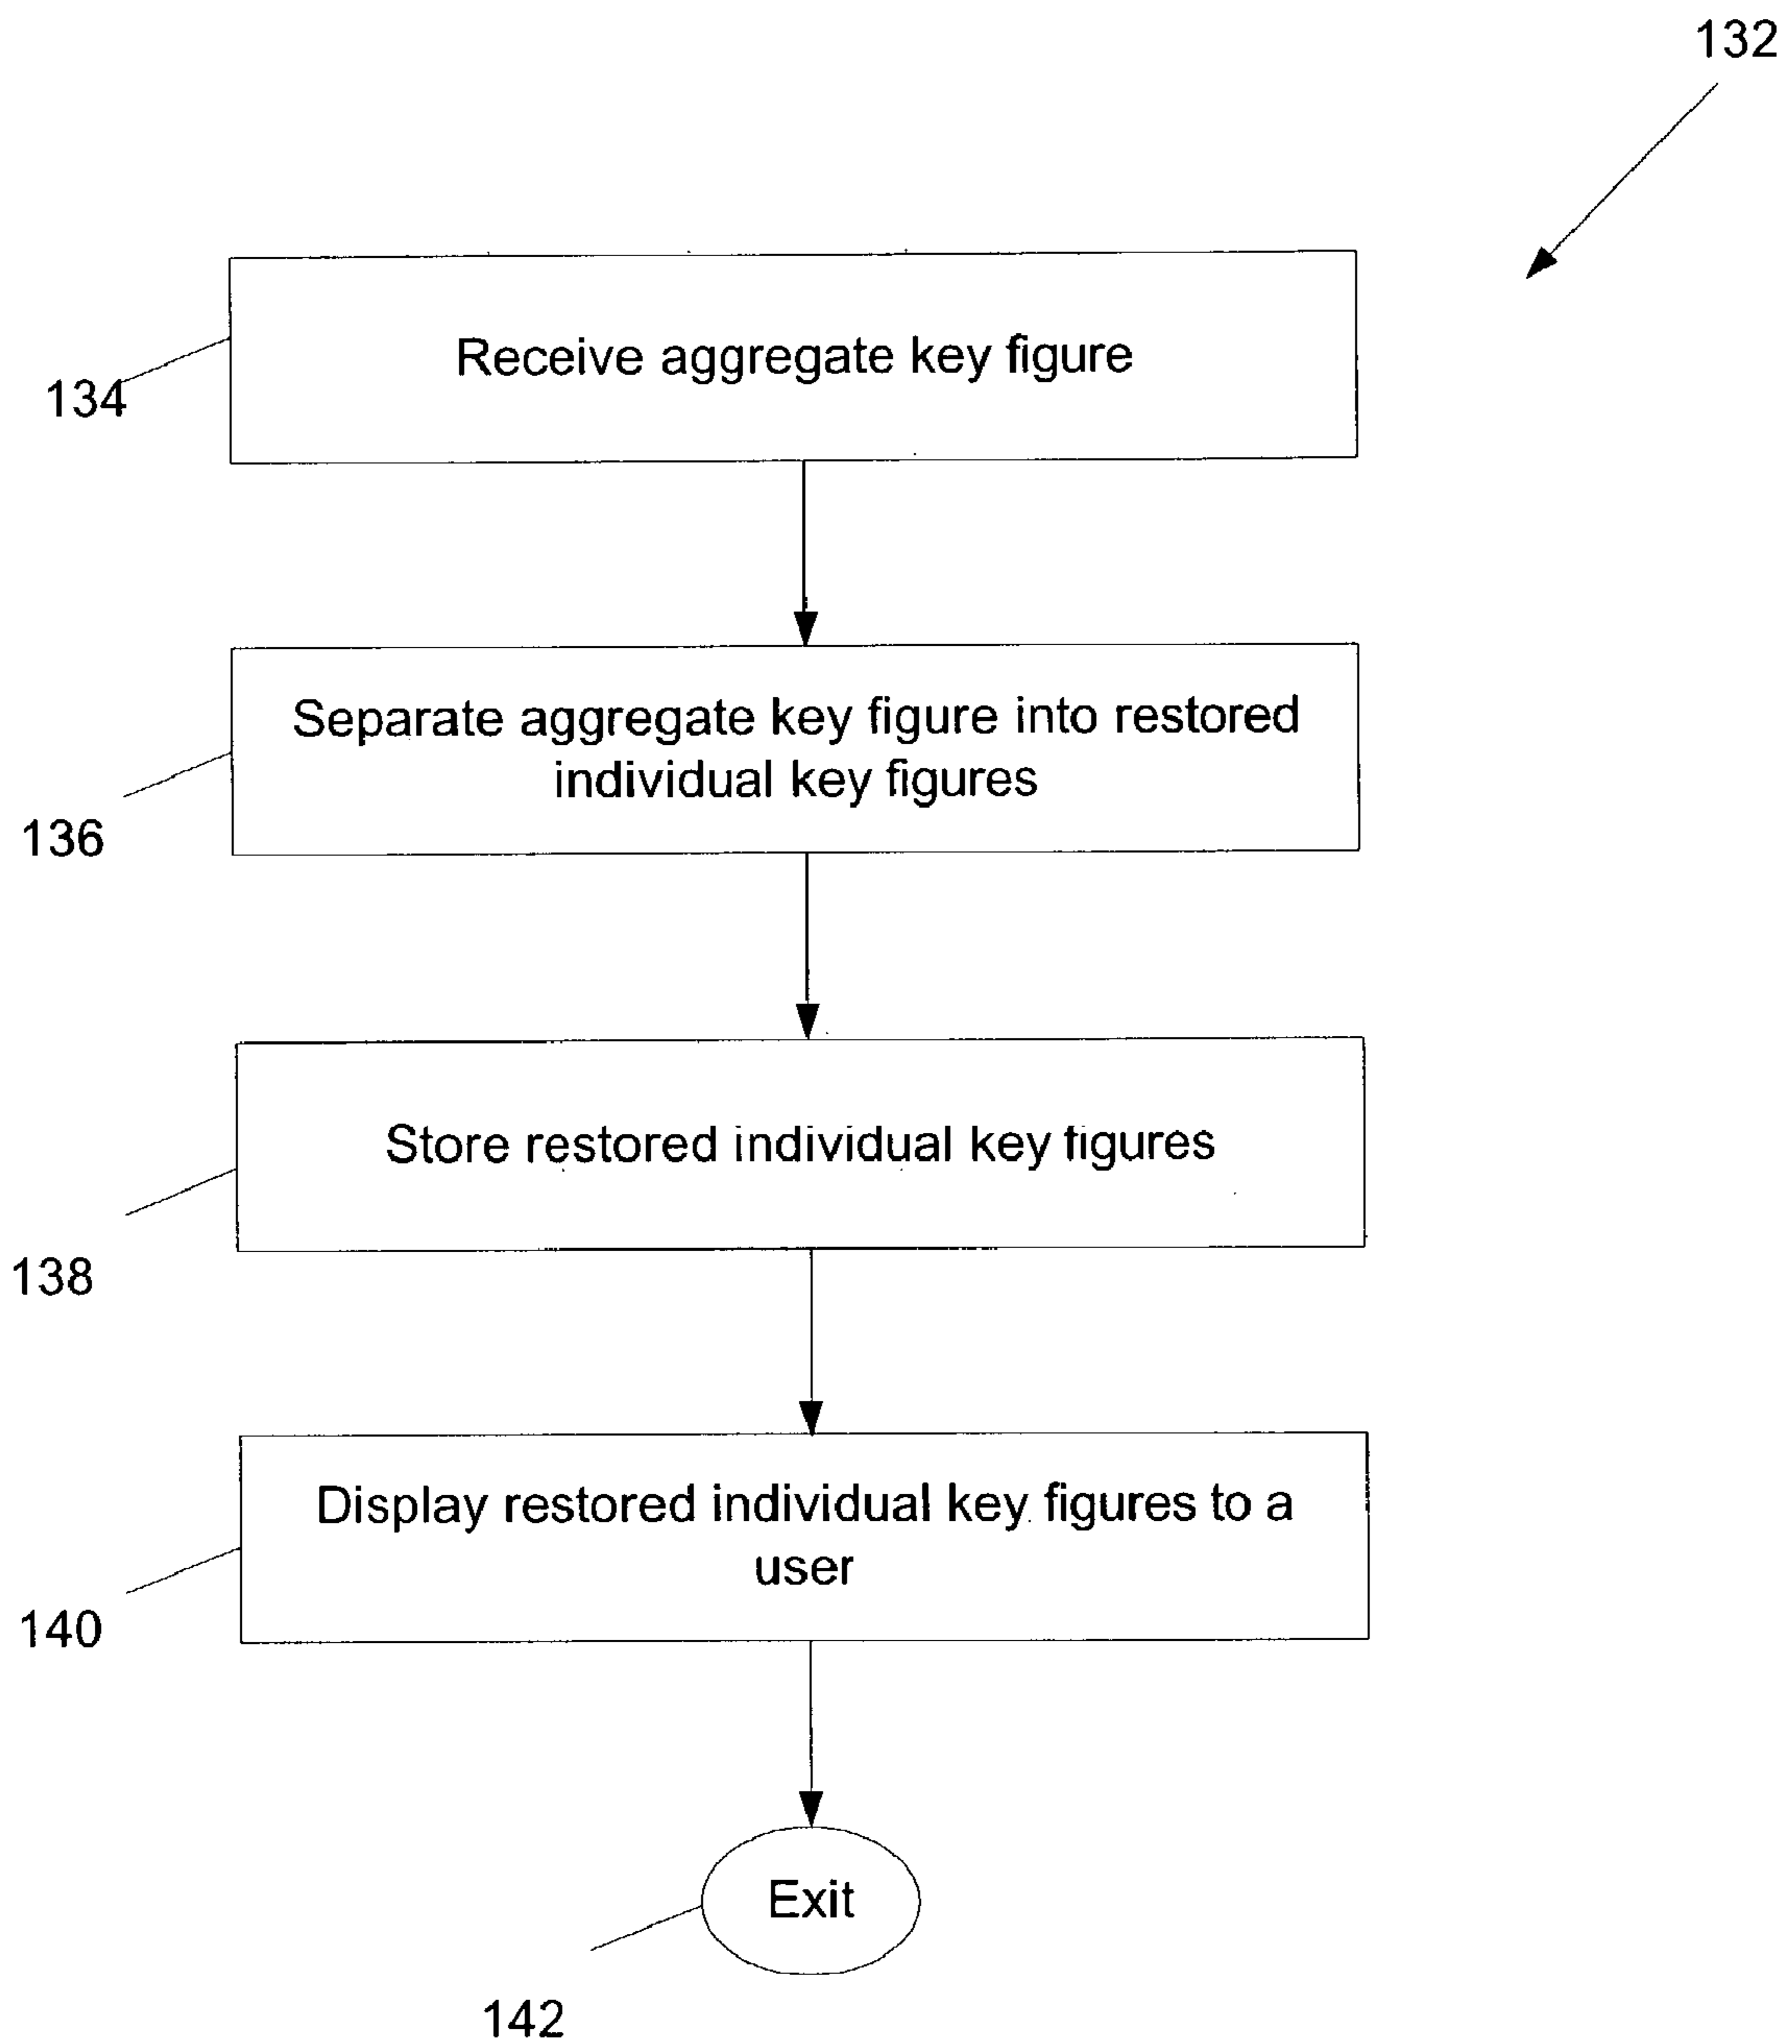 132
Receive aggregate key figure
134
Separate aggregate key figure into restored
individual key figures
136
Store restored individual key figures
138
Display restored individual key figures to a
user
140
Exit
142